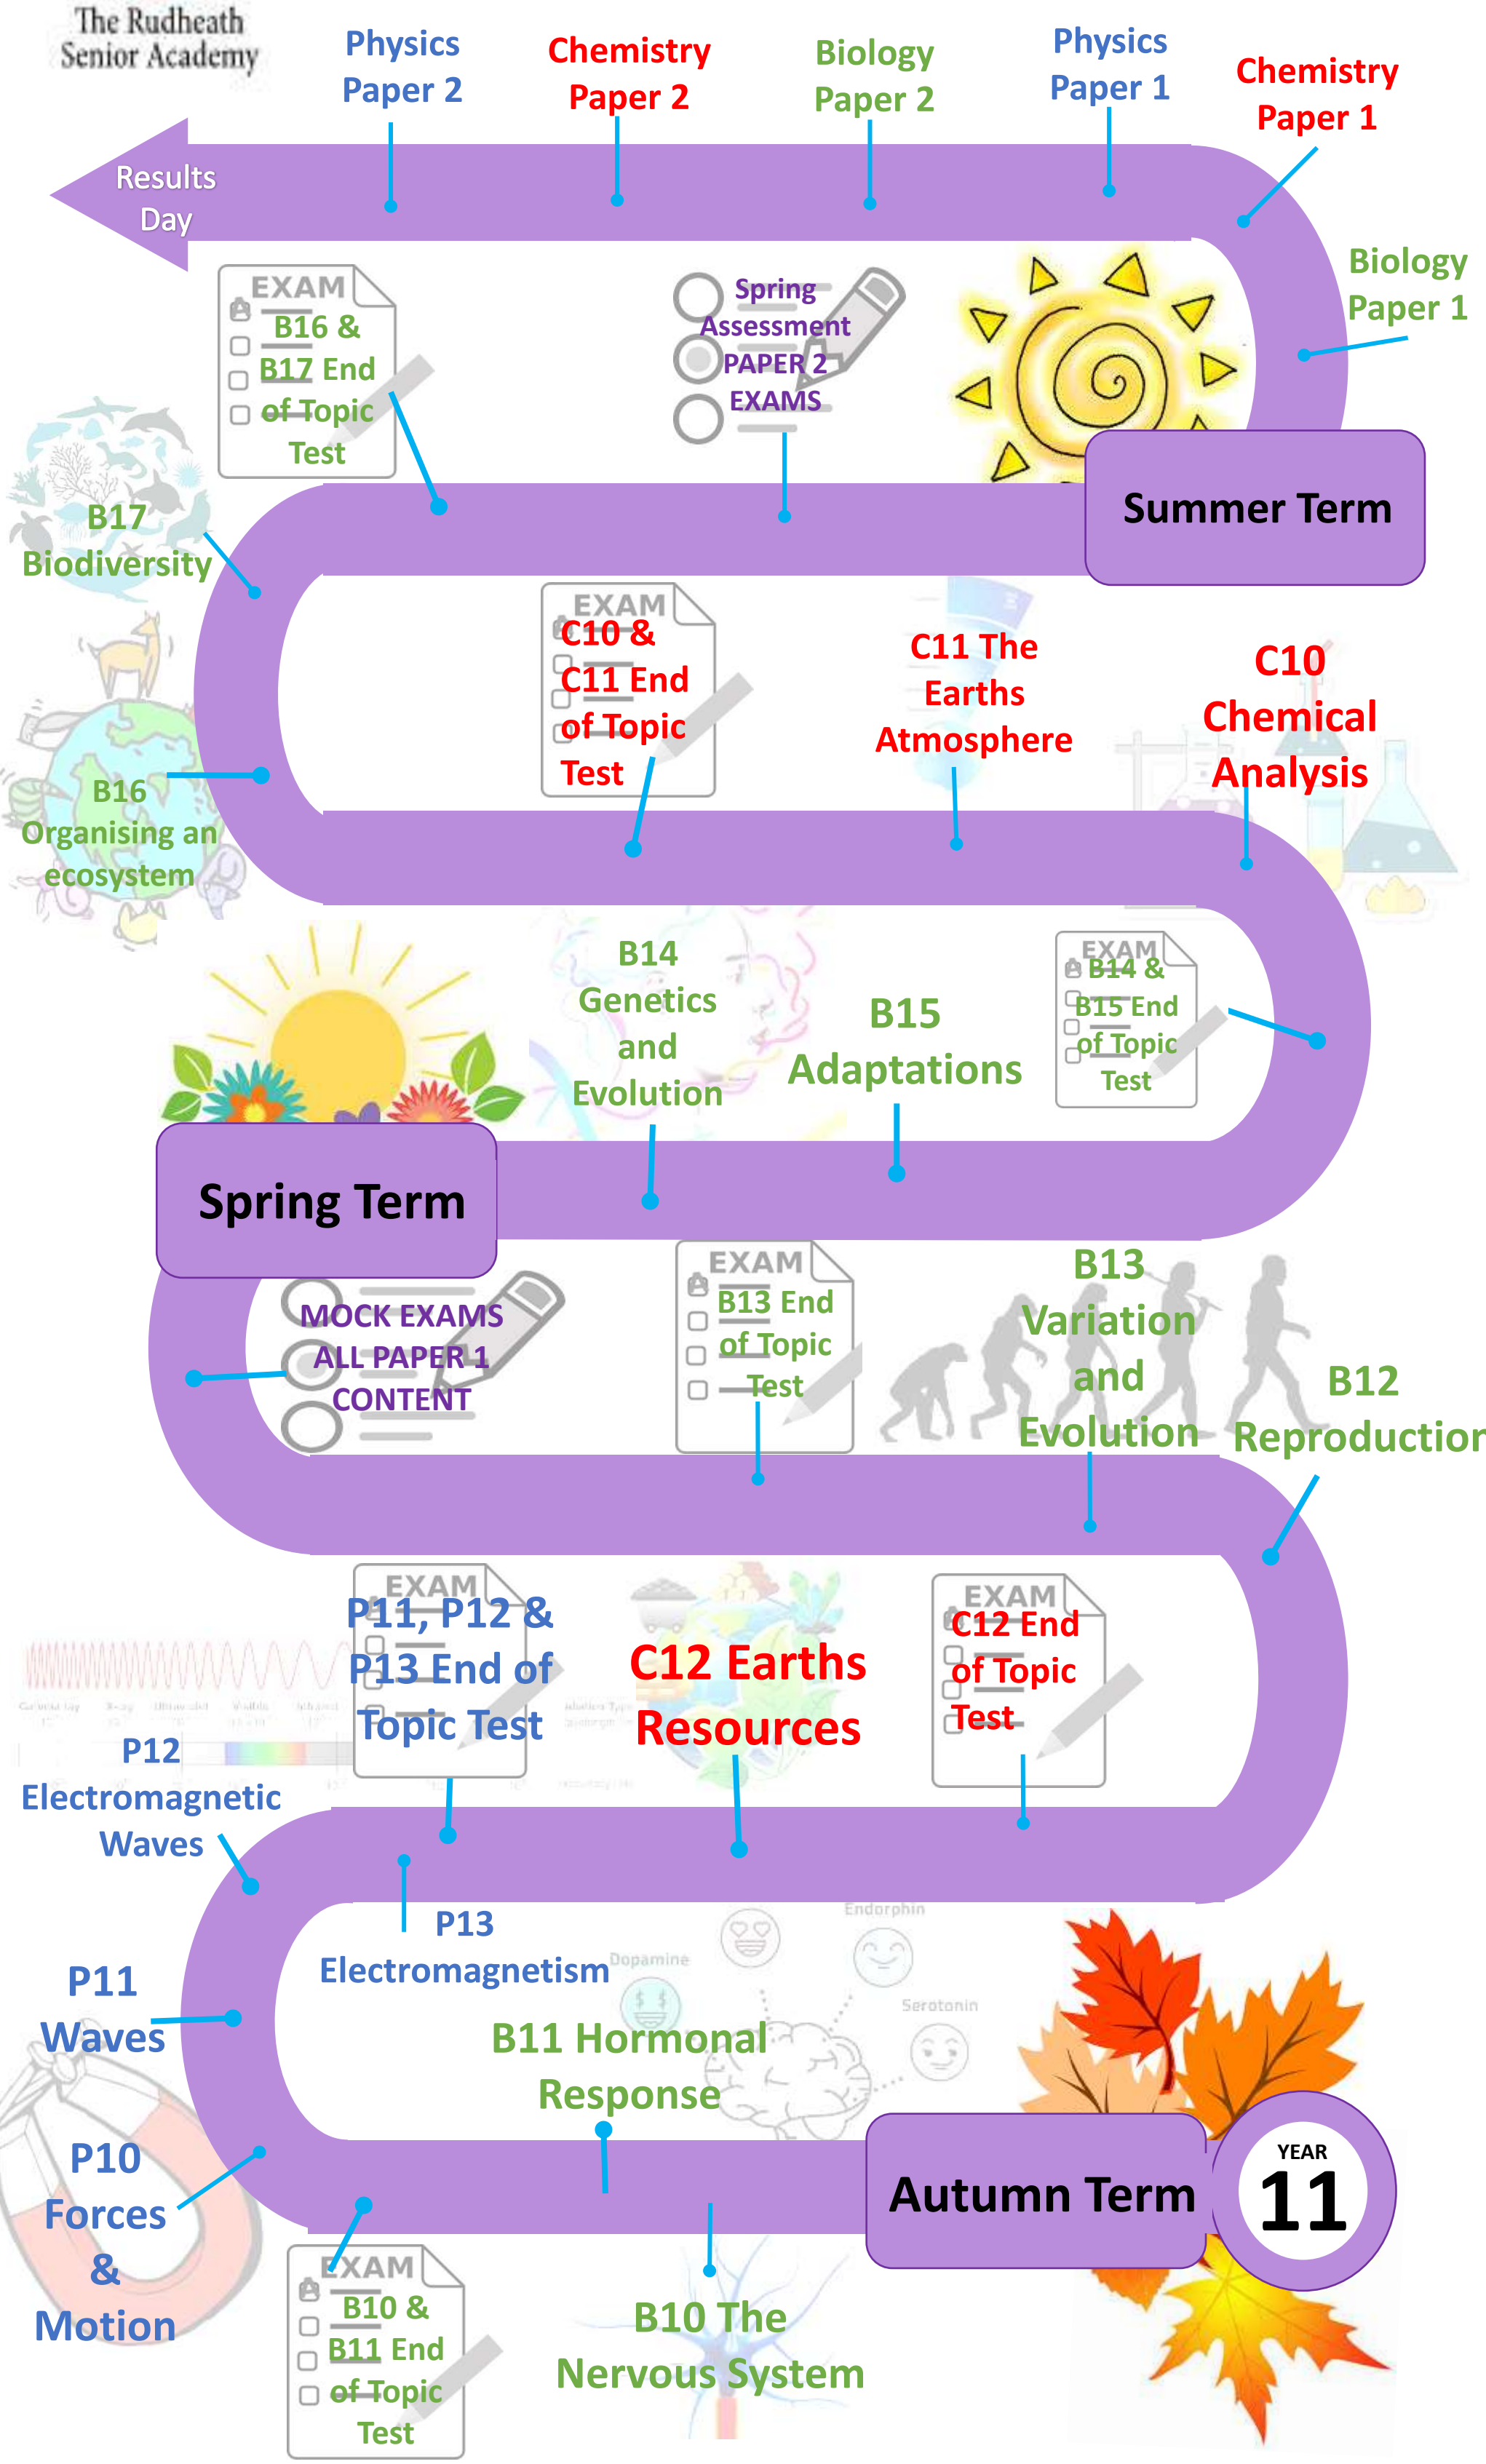 The Rudheath
Senior Academy
Physics
Paper 2
Chemistry
Paper 2
Biology
Paper 2
Physics
Paper 1
Chemistry
Paper 1
Results
Day
Biology
Paper 1
EXAM
B16 &
B17 End
of Topic
Test
Spring
Assessment
PAPER 2
EXAMS
Summer Term
B17
Biodiversity
EXAM
C10 &
C11 End
of Topic
Test
C11 The
Earths
Atmosphere
C10
Chemical
Analysis
B16
Organising an
ecosystem
B14
Genetics
and
Evolution
B15
Adaptations
EXAM
B14 &
B15 End
of Topic
Test
Spring Term
MOCK EXAMS
ALL PAPER 1
CONTENT
EXAM
B13 End
of Topic
Test
B13
Variation
and
Evolution
B12
Reproduction
EXAM
P11, P12 &
P13 End of
Topic Test
C12 Earths
Resources
EXAM
C12 End
of Topic
Test
P12
Electromagnetic
Waves
P13
Electromagnetism
Endorphin
Dopamine
Serotonin
P11
Waves
B11 Hormonal
Response
P10
Forces
&
Motion
Autumn Term
YEAR
11
EXAM
B10 &
B11 End
of Topic
Test
B10 The
Nervous System